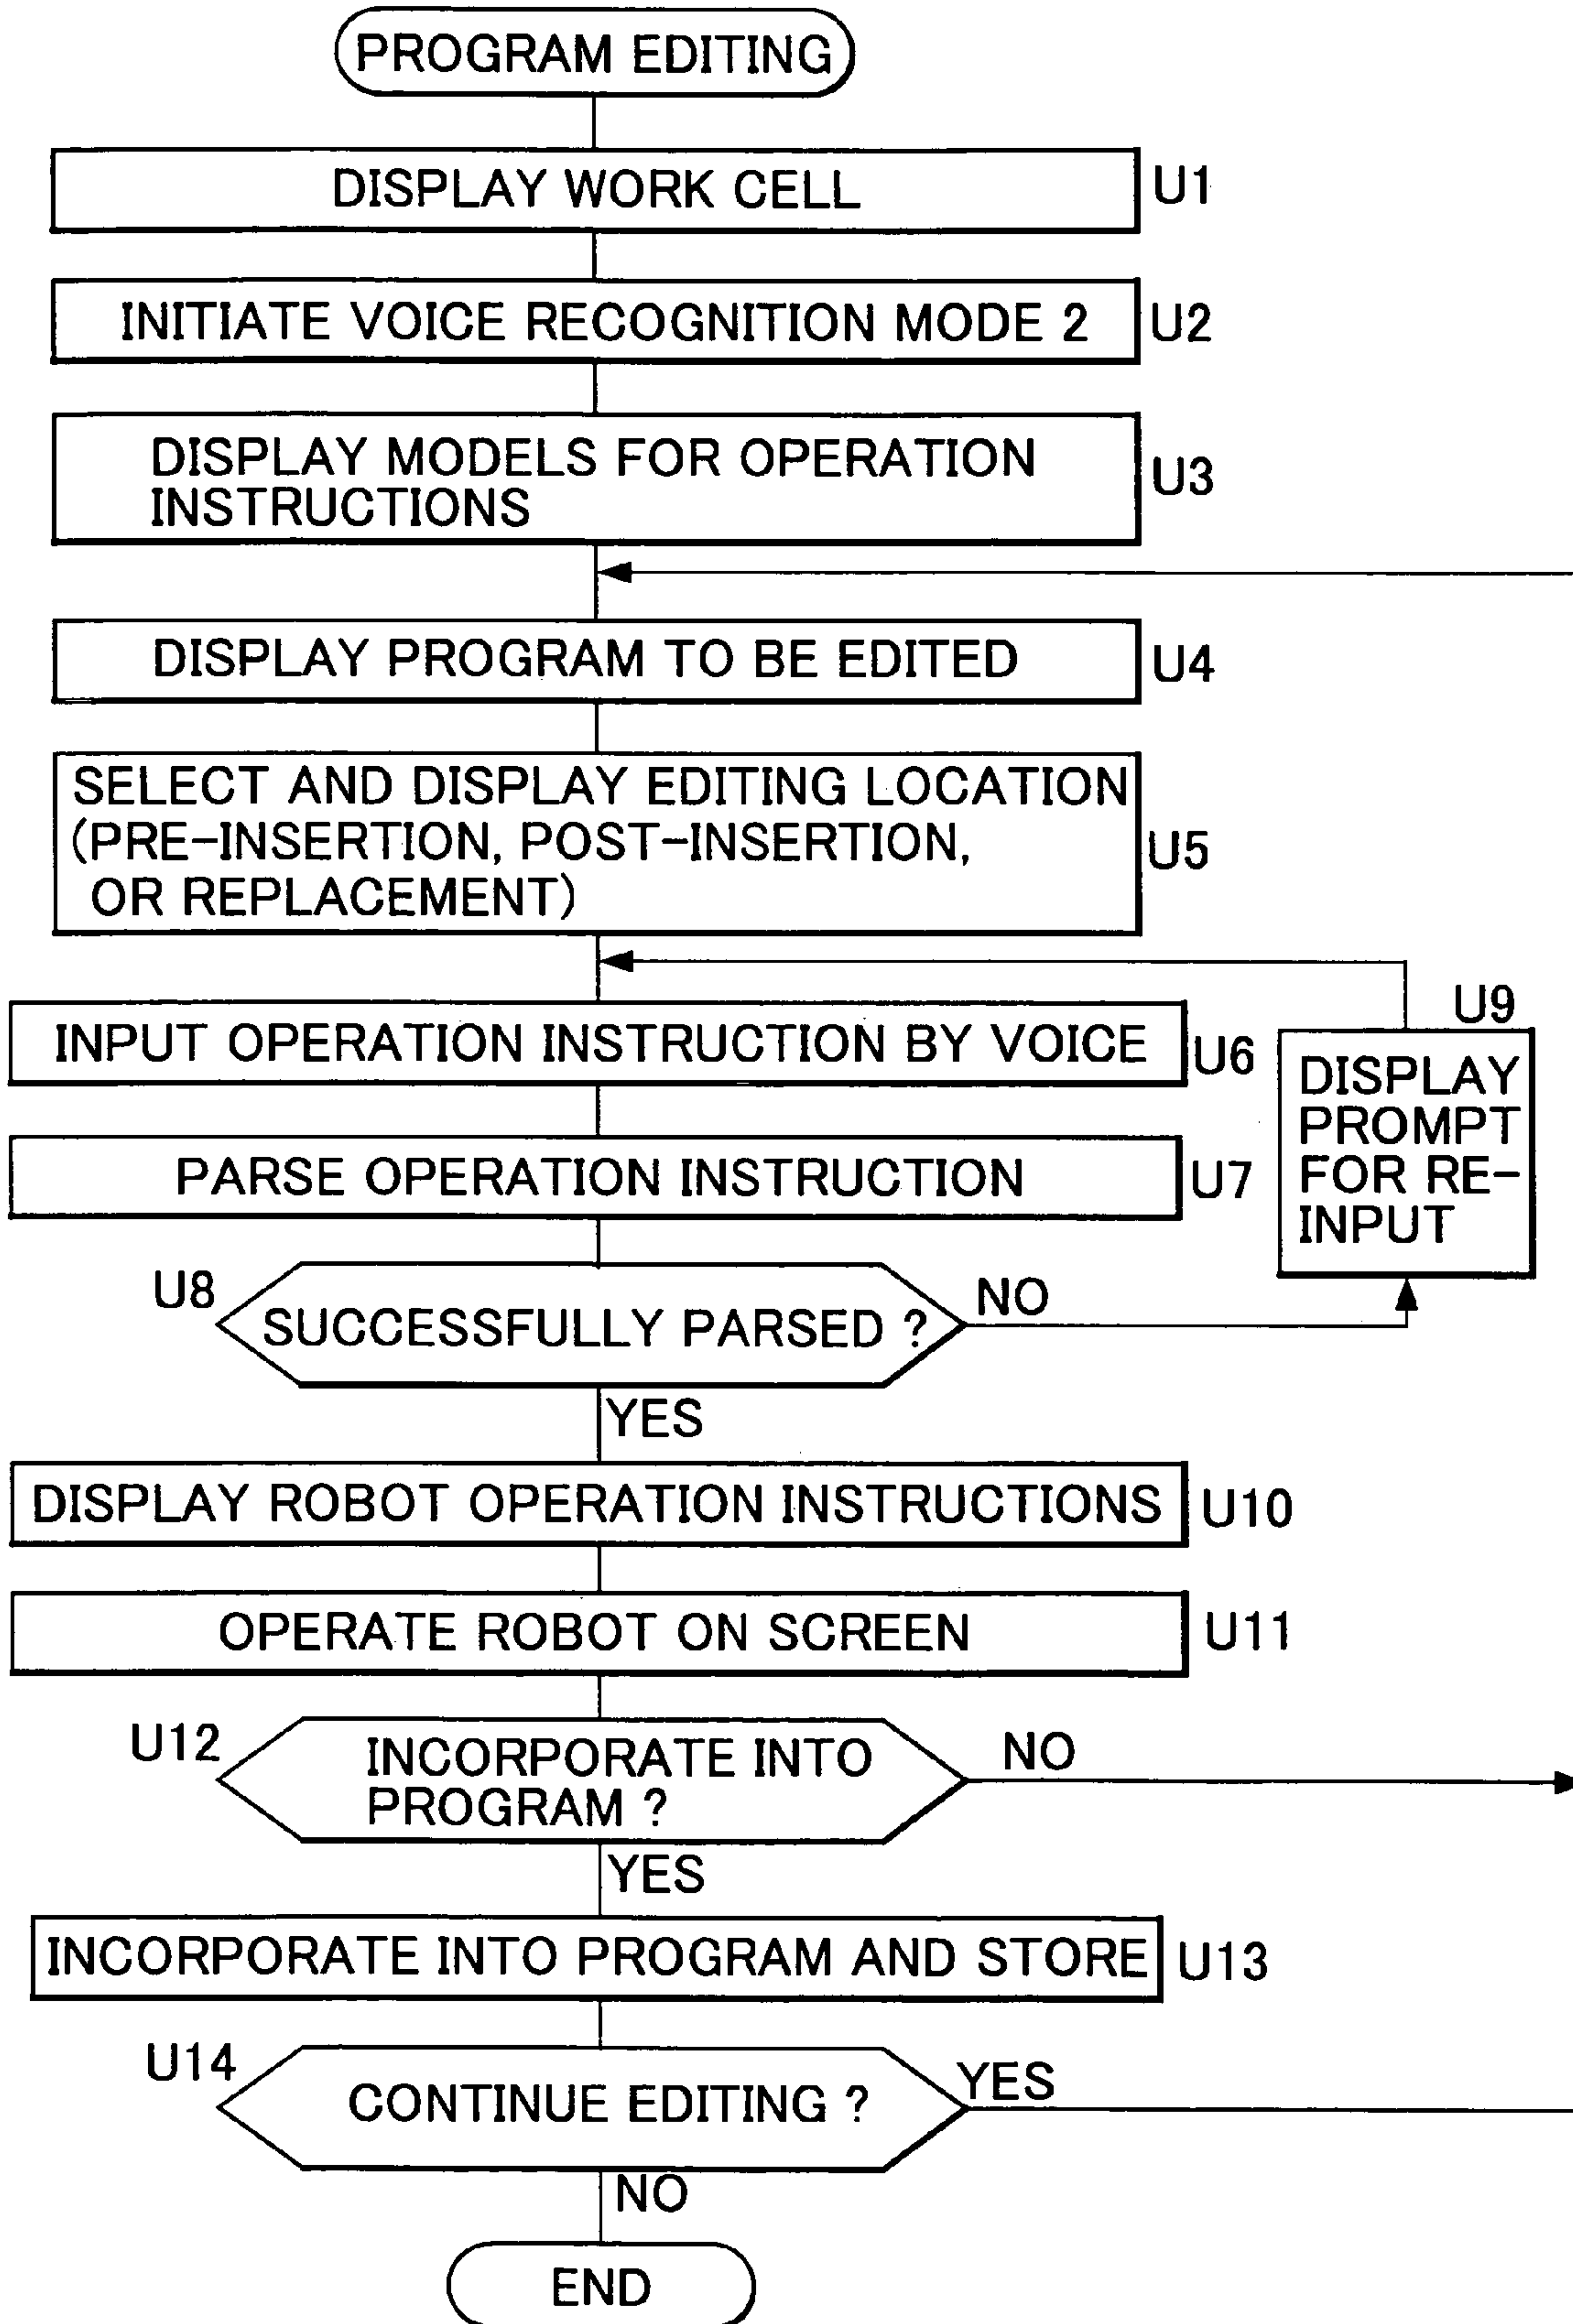 PROGRAM EDITING
DISPLAY WORK CELL
U1
INITIATE VOICE RECOGNITION MODE 2
U2
DISPLAY MODELS FOR OPERATION
INSTRUCTIONS
U3
DISPLAY PROGRAM TO BE EDITED
U4
SELECT AND DISPLAY EDITING LOCATION
(PRE-INSERTION, POST-INSERTION,
OR REPLACEMENT)
U5
INPUT OPERATION INSTRUCTION BY VOICE
U6
U9
DISPLAY
PROMPT
FOR RE-
INPUT
PARSE OPERATION INSTRUCTION
U7
U8
SUCCESSFULLY PARSED ?
NO
YES
DISPLAY ROBOT OPERATION INSTRUCTIONS
U10
OPERATE ROBOT ON SCREEN
U11
U12
INCORPORATE INTO
PROGRAM ?
NO
YES
INCORPORATE INTO PROGRAM AND STORE
U13
U14
CONTINUE EDITING ?
YES
NO
END